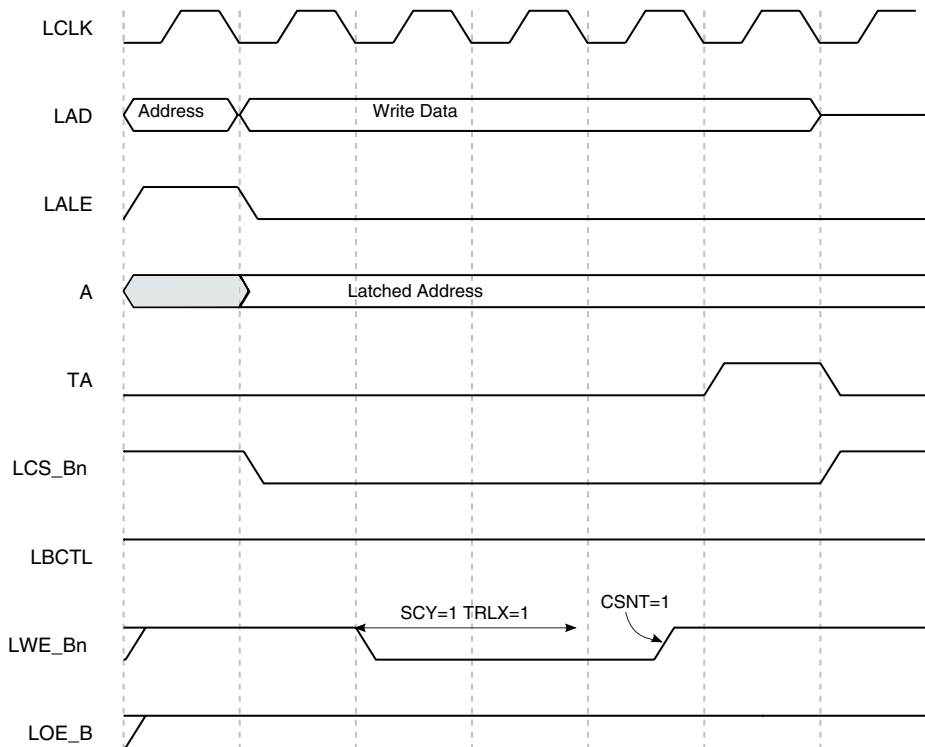 LCLK
LAD
Address
Write Data
LALE
A
Latched Address
TA
LCS_Bn
LBCTL
SCY=1 TRLX=1
CSNT=1
LWE_Bn
LOE_B